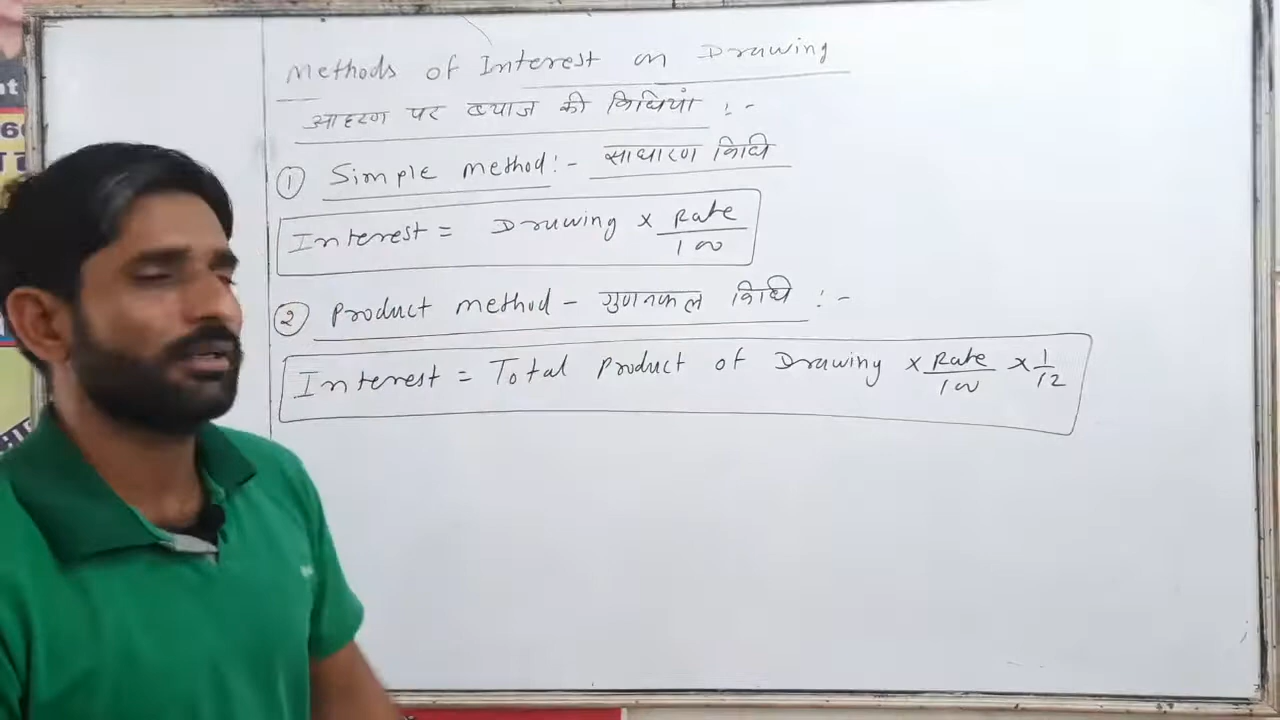 Methods of Interest on Drawing
आहरण पर ब्याज की विधियां :-
① Simple method :- साधारण विधि
Interest = Drawing × Rate/100
② Product method - गुणनफल विधि :-
Interest = Total Product of Drawing × Rate/100 × 1/12